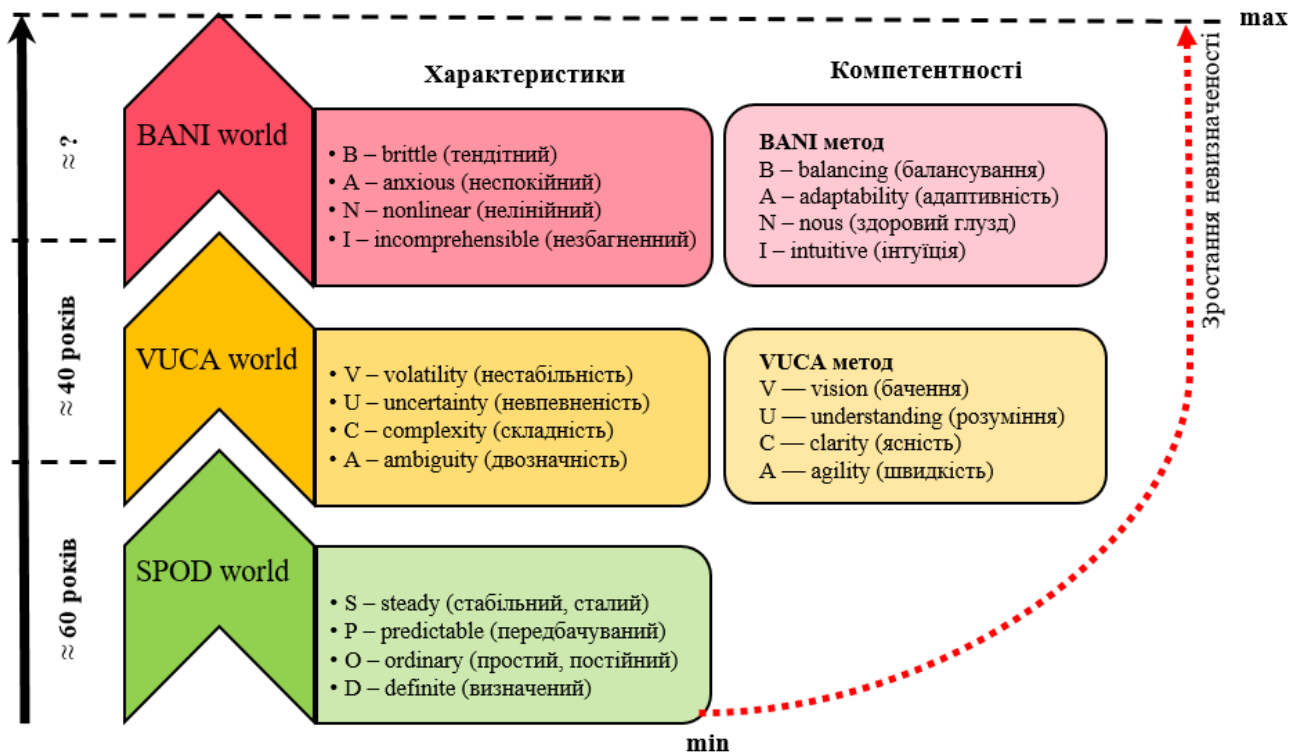 max
Характеристики
Компетентності
BANI world
• B – brittle (тендітний)
• A – anxious (неспокійний)
• N – nonlinear (нелінійний)
• I – incomprehensible (незбагненний)
BANI метод
B – balancing (балансування)
A – adaptability (адаптивність)
N – nous (здоровий глузд)
I – intuitive (інтуїція)
≈ ?
Зростання невизначеності
VUCA world
• V – volatility (нестабільність)
• U – uncertainty (невпевненість)
• C – complexity (складність)
• A – ambiguity (двозначність)
VUCA метод
V — vision (бачення)
U — understanding (розуміння)
C — clarity (ясність)
A — agility (швидкість)
≈ 40 років
SPOD world
• S – steady (стабільний, сталий)
• P – predictable (передбачуваний)
• O – ordinary (простий, постійний)
• D – definite (визначений)
≈ 60 років
min